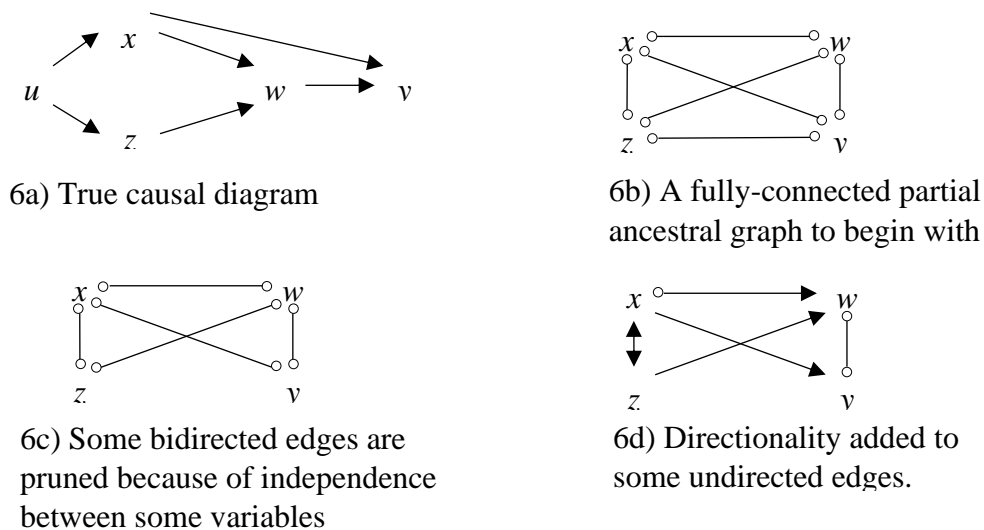 x
u
w
y
z
6a) True causal diagram
x w
z y
6b) A fully-connected partial
ancestral graph to begin with
x w
z y
6c) Some bidirected edges are
pruned because of independence
between some variables
x w
z y
6d) Directionality added to
some undirected edges.